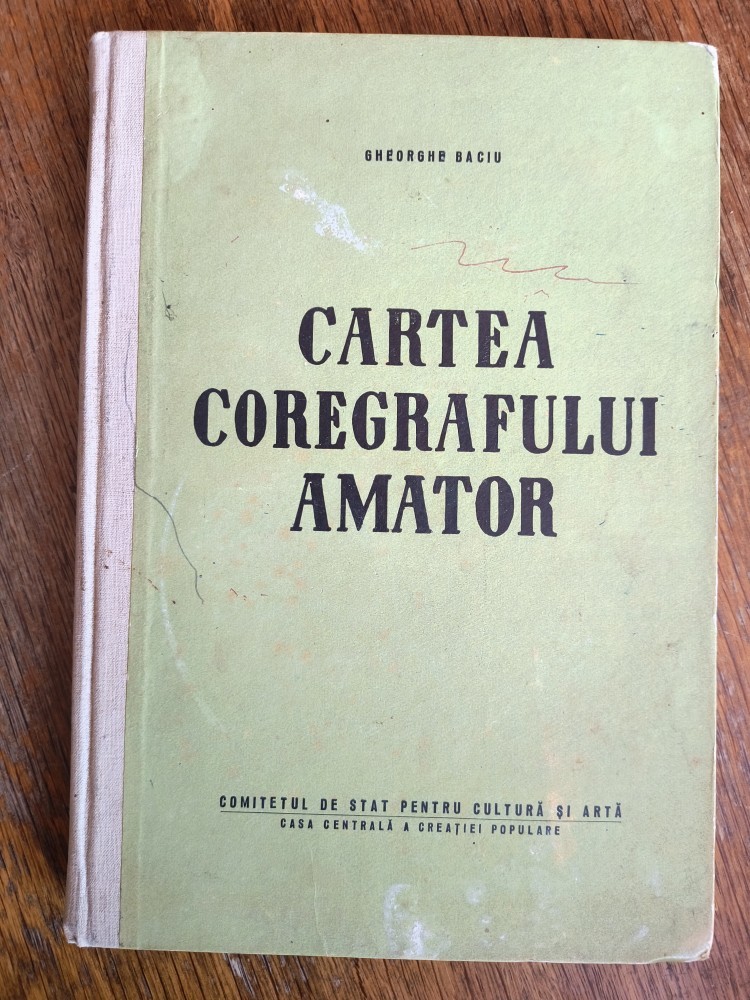 GHEORGHE BACIU
CARTEA
COREGRAFULUI
AMATOR
COMITETUL DE STAT PENTRU CULTURĂ ȘI ARTĂ
CASA CENTRALĂ A CREAȚIEI POPULARE